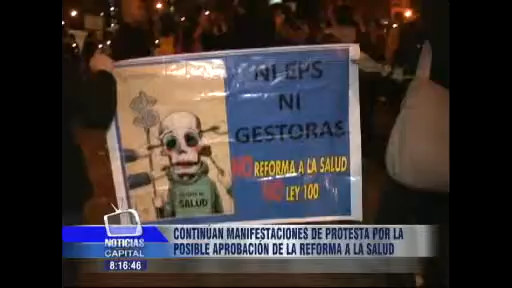 NI EPS
NI
GESTORAS
NO REFORMA A LA SALUD
NO LEY 100
SALUD
CONTINÚAN MANIFESTACIONES DE PROTESTA POR LA
POSIBLE APROBACIÓN DE LA REFORMA A LA SALUD
NOTICIAS
CAPITAL
8:16:46